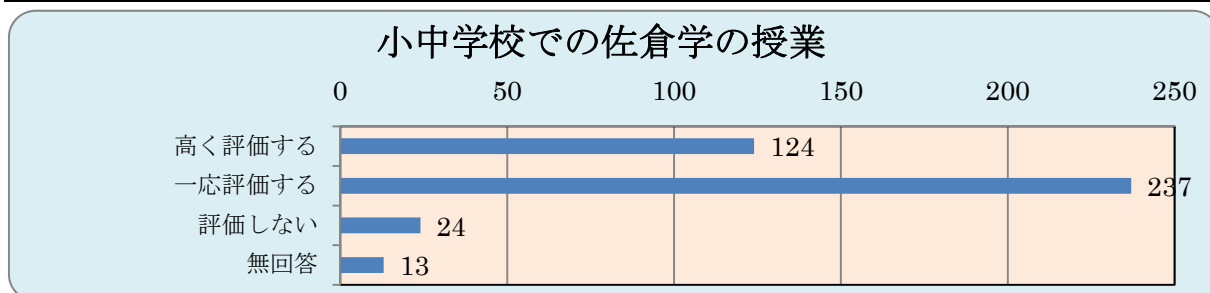 小中学校での佐倉学の授業
0 50 100 150 200 250
高く評価する 124
一応評価する 237
評価しない 24
無回答 13